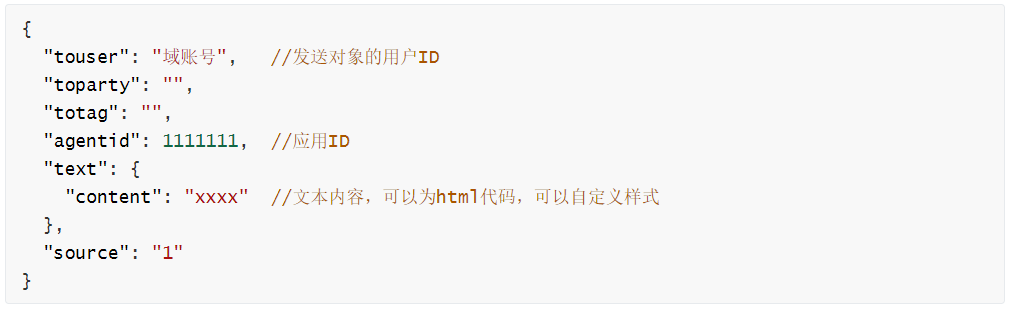 {
  "touser": "域账号",   //发送对象的用户ID
  "toparty": "",
  "totag": "",
  "agentid": 1111111,  //应用ID
  "text": {
    "content": "xxxx"  //文本内容，可以为html代码，可以自定义样式
  },
  "source": "1"
}